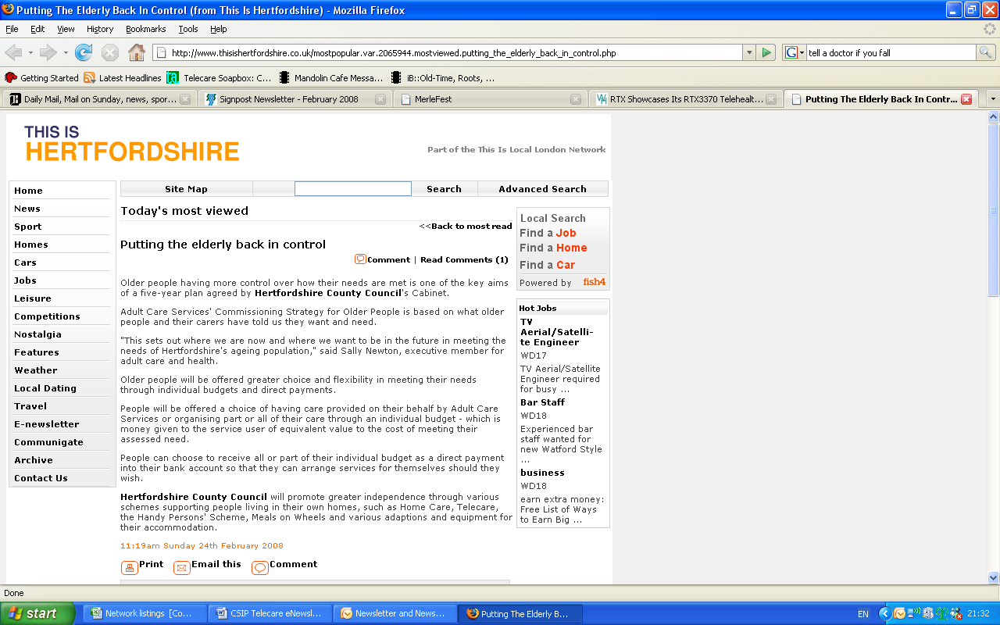 Putting The Elderly Back In Control (from This Is Hertfordshire) - Mozilla Firefox
File Edit View History Bookmarks Tools Help
http://www.thisishertfordshire.co.uk/mostpopular.var.2065944.mostviewed.putting_the_elderly_back_in_control.php
G tell a doctor if you fall
Getting Started Latest Headlines Telecare Soapbox: C... Mandolin Cafe Messa... iB::Old-Time, Roots, ...
Daily Mail, Mail on Sunday, news, spor... Signpost Newsletter - February 2008 MerleFest RTX Showcases Its RTX3370 Telehealt... Putting The Elderly Back In Contr...
THIS IS
HERTFORDSHIRE
Part of the This Is Local London Network
Home
News
Sport
Homes
Cars
Jobs
Leisure
Competitions
Nostalgia
Features
Weather
Local Dating
Travel
E-newsletter
Communigate
Archive
Contact Us
Site Map Search Advanced Search
Today's most viewed
<<Back to most read
Putting the elderly back in control
Comment | Read Comments (1)
Older people having more control over how their needs are met is one of the key aims
of a five-year plan agreed by Hertfordshire County Council's Cabinet.
Adult Care Services' Commissioning Strategy for Older People is based on what older
people and their carers have told us they want and need.
"This sets out where we are now and where we want to be in the future in meeting the
needs of Hertfordshire's ageing population," said Sally Newton, executive member for
adult care and health.
Older people will be offered greater choice and flexibility in meeting their needs
through individual budgets and direct payments.
People will be offered a choice of having care provided on their behalf by Adult Care
Services or organising part or all of their care through an individual budget - which is
money given to the service user of equivalent value to the cost of meeting their
assessed need.
People can choose to receive all or part of their individual budget as a direct payment
into their bank account so that they can arrange services for themselves should they
wish.
Hertfordshire County Council will promote greater independence through various
schemes supporting people living in their own homes, such as Home Care, Telecare,
the Handy Persons' Scheme, Meals on Wheels and various adaptions and equipment for
their accommodation.
11:19am Sunday 24th February 2008
Print Email this Comment
Local Search
Find a Job
Find a Home
Find a Car
Powered by fish4
Hot Jobs
TV
Aerial/Satelli-
te Engineer
WD17
TV Aerial/Satellite
Engineer required
for busy ...
Bar Staff
WD18
Experienced bar
staff wanted for
new Watford Style
...
business
WD18
earn extra money:
Free List of Ways
to Earn Big ...
Done
start Network listings [Co... CSIP Telecare eNewsl... Newsletter and News... Putting The Elderly B... EN 21:32